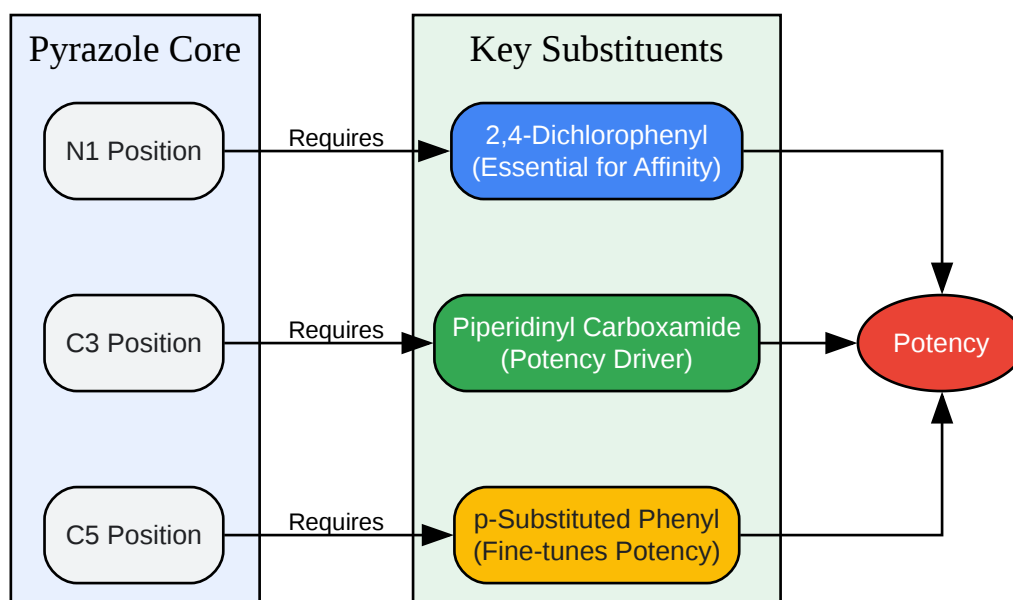 Pyrazole Core
Key Substituents
N1 Position
Requires
2,4-Dichlorophenyl
(Essential for Affinity)
C3 Position
Requires
Piperidinyl Carboxamide
(Potency Driver)
Potency
C5 Position
Requires
p-Substituted Phenyl
(Fine-tunes Potency)